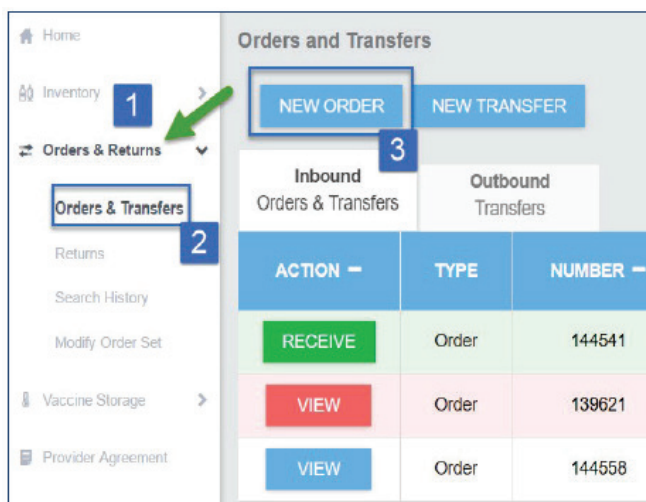 Home
Inventory
1
Orders & Returns
Orders & Transfers
2
Returns
Search History
Modify Order Set
Vaccine Storage
Provider Agreement
Orders and Transfers
NEW ORDER
NEW TRANSFER
3
Inbound
Orders & Transfers
Outbound
Transfers
ACTION TYPE NUMBER
RECEIVE Order 144541
VIEW Order 139621
VIEW Order 144558